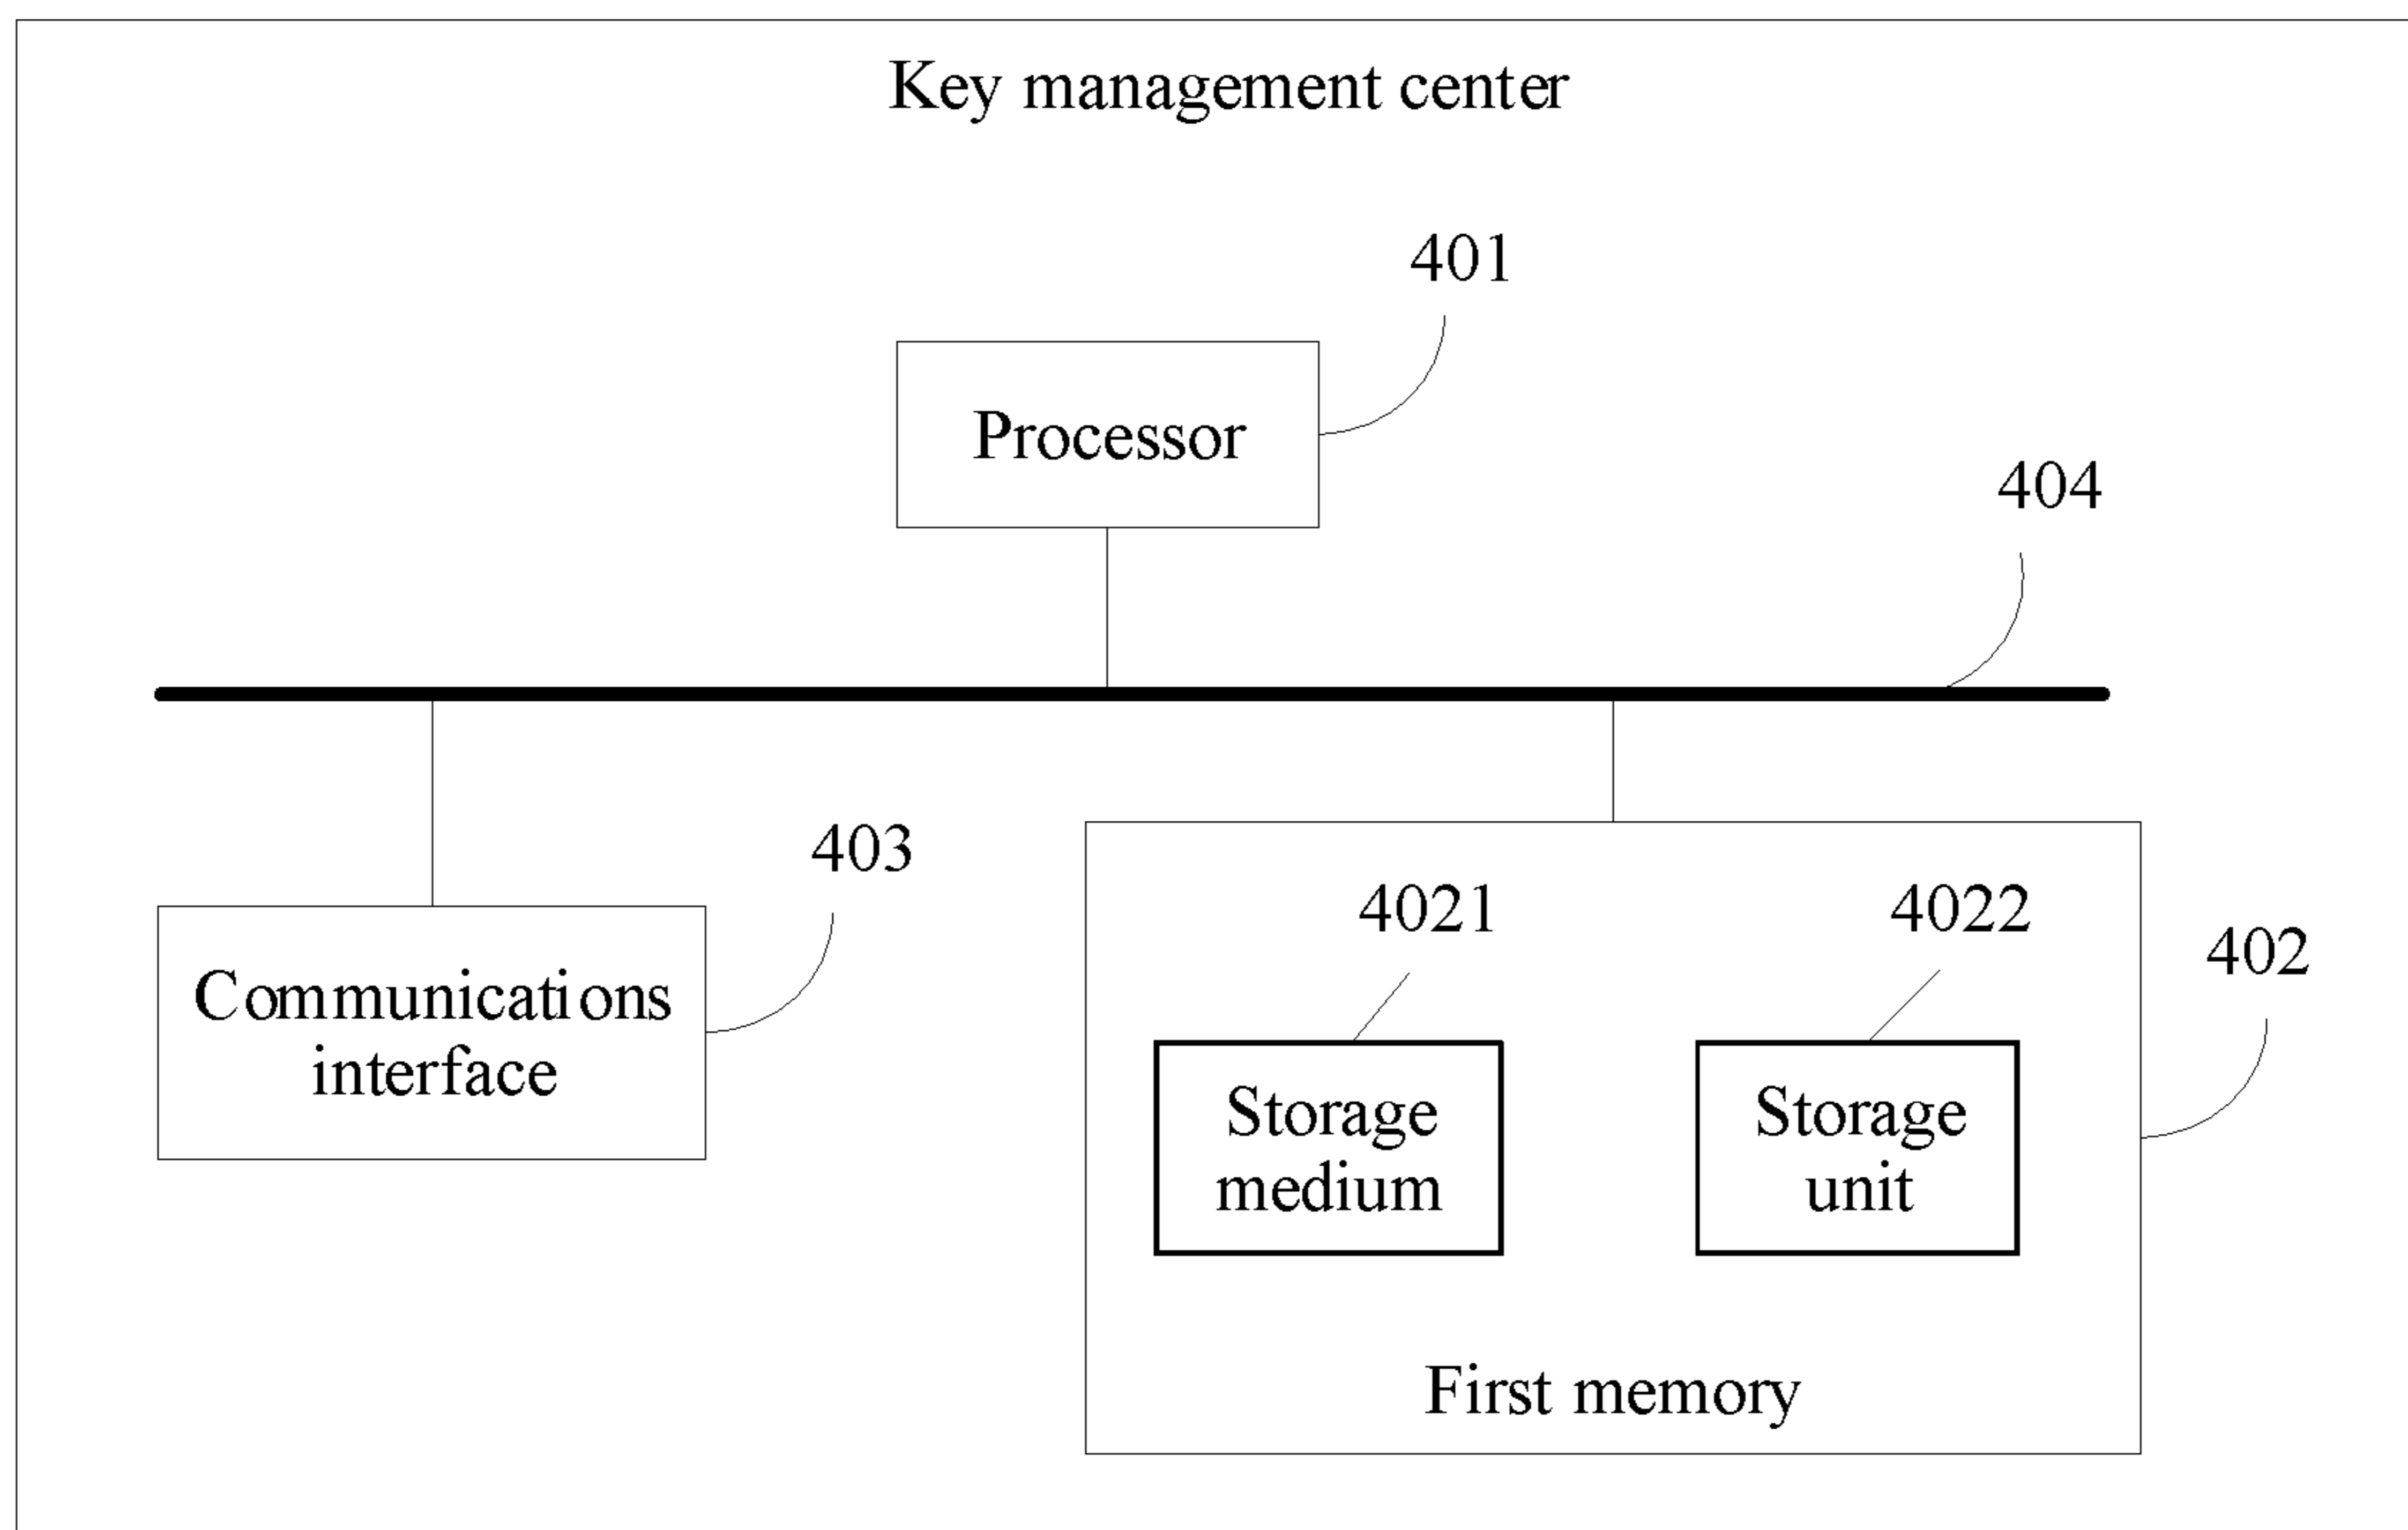 Key management center
401
Processor
404
403
Communications
interface
4021
4022
402
Storage
medium
Storage
unit
First memory